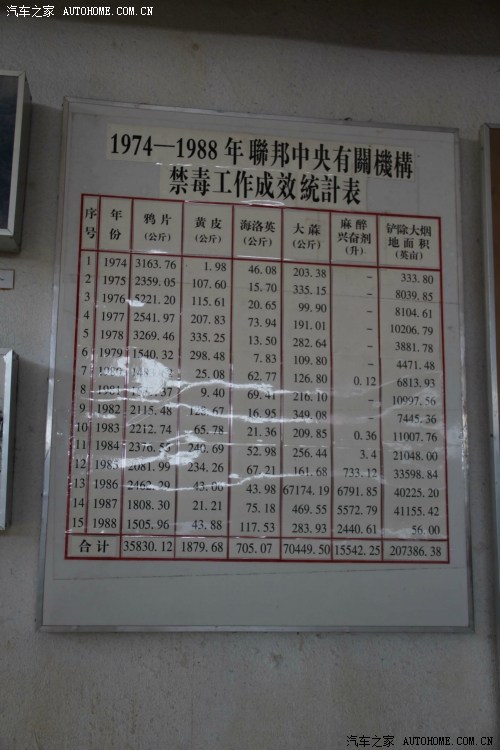 汽车之家 AUTOHOME.COM.CN
1974—1988年聯邦中央有關機構
禁毒工作成效統計表
序号 年份 鸦片(公斤) 黄皮(公斤) 海洛英(公斤) 大蔴(公斤) 麻醉兴奋剂(升) 铲除大烟地面积(英亩)
1 1974 3163.76 1.98 46.08 203.38 - 333.80
2 1975 2359.05 107.60 15.70 335.15 - 8039.85
3 1976 5221.20 115.61 20.65 99.90 - 8104.61
4 1977 2541.97 207.83 73.94 191.01 - 10206.79
5 1978 3269.46 335.25 13.50 282.64 - 3881.78
6 1979 1540.32 298.48 7.83 109.80 - 4471.48
7 25.08 62.77 126.80 0.12 6813.93
8 9.40 69.41 216.10 - 10097.56
9 1982 2115.48 16.95 349.08 - 7445.36
10 1983 2212.74 65.78 21.36 209.85 0.36 11007.76
11 1984 240.69 52.98 256.44 3.4 21048.00
12 2081.99 234.26 67.21 161.68 733.12 33598.84
13 1986 43.98 67174.19 6791.85 40225.20
14 1987 1808.30 21.21 75.18 469.55 5572.79 41155.42
15 1988 1505.96 43.88 117.53 283.93 2440.61 56.00
合计 35830.12 1879.68 705.07 70449.50 15542.25 207386.38
汽车之家 AUTOHOME.COM.CN